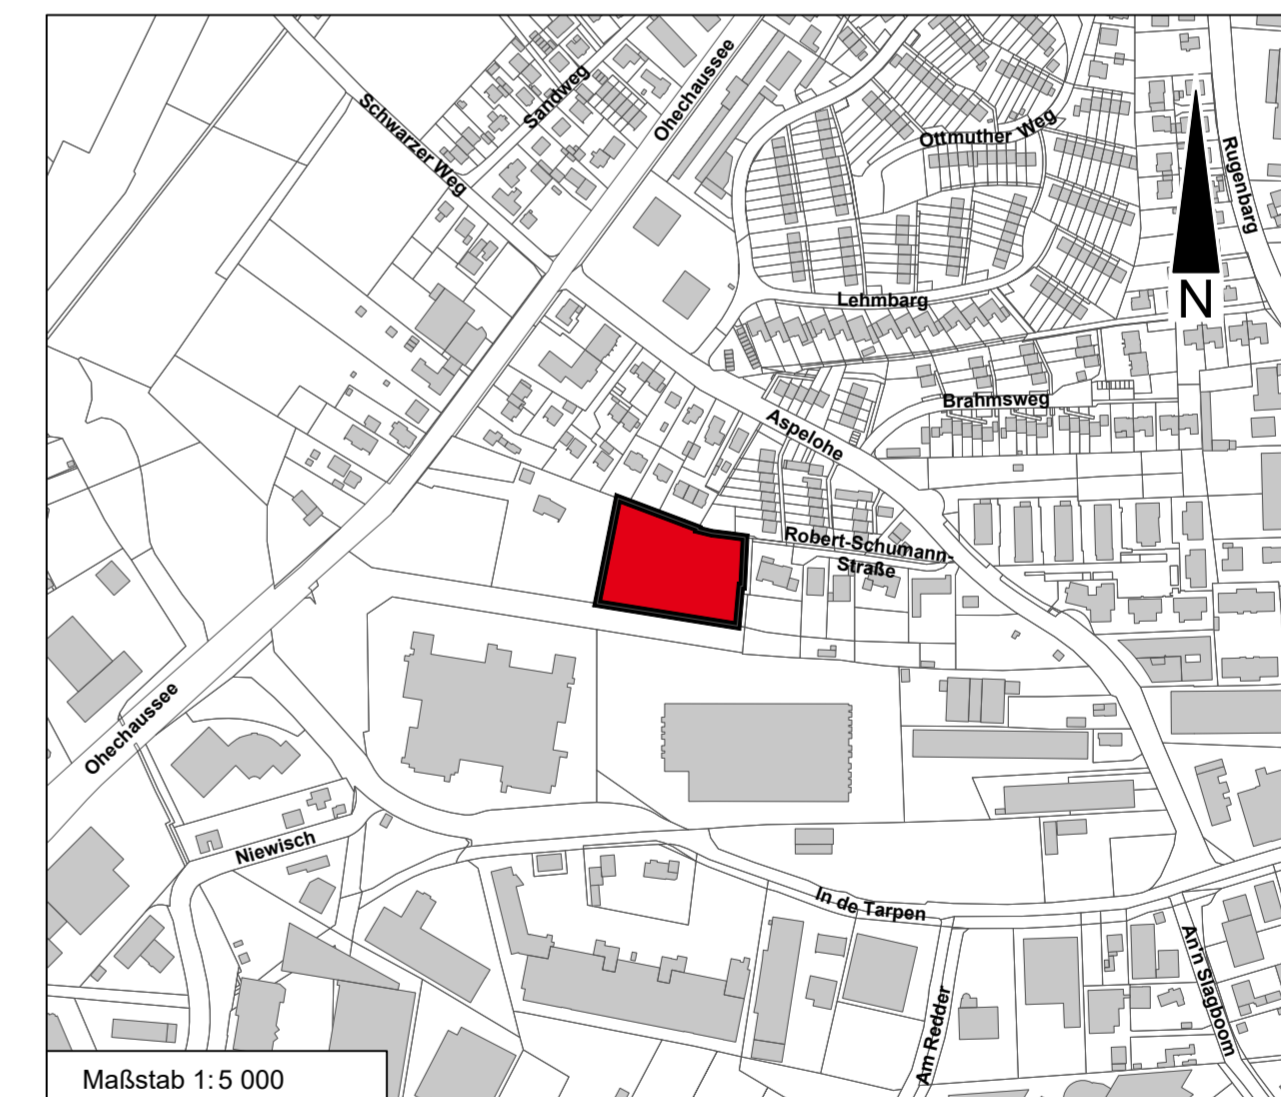 Sandweg
Ohechaussee
Schwarzer Weg
Ottmuther Weg
Rugenbarg
N
Lehmbarg
Brahmsweg
Aspelohe
Robert-Schumann-
Straße
Ohechaussee
Niewisch
In de Tarpen
An'n Slagboom
Am Redder
Maßstab 1:5 000